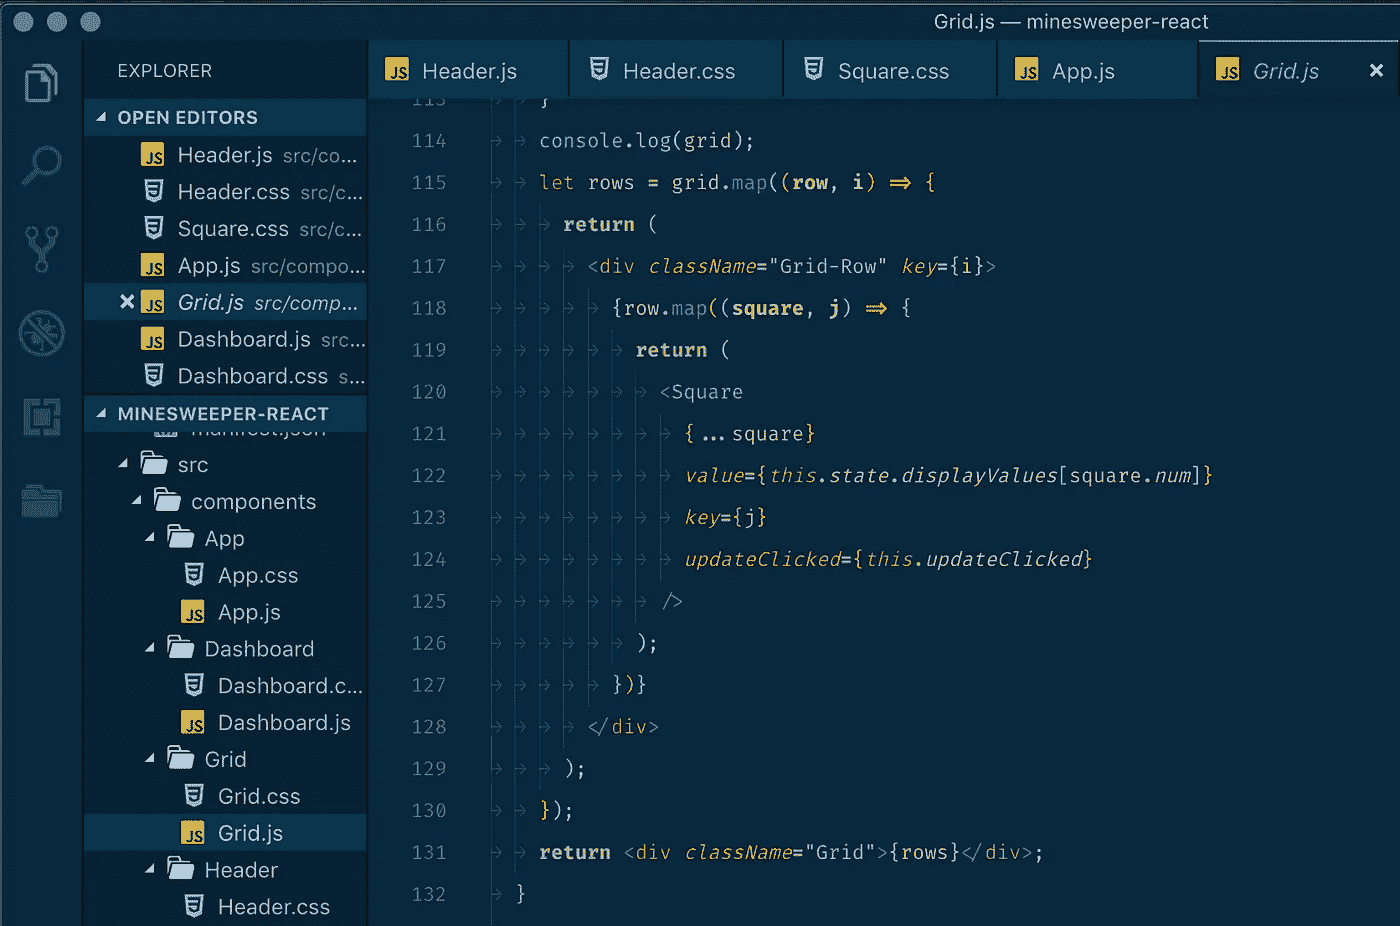 Grid.js — minesweeper-react
EXPLORER
OPEN EDITORS
Header.js src/co...
Header.css src/c...
Square.css src/c...
App.js src/compo...
Grid.js src/comp...
Dashboard.js src...
Dashboard.css s...
MINESWEEPER-REACT
manifest.json
src
components
App
App.css
App.js
Dashboard
Dashboard.c...
Dashboard.js
Grid
Grid.css
Grid.js
Header
Header.css
Header.js
Header.css
Square.css
App.js
Grid.js
113 }
114 console.log(grid);
115 let rows = grid.map((row, i) => {
116 return (
117 <div className="Grid-Row" key={i}>
118 {row.map((square, j) => {
119 return (
120 <Square
121 {...square}
122 value={this.state.displayValues[square.num]}
123 key={j}
124 updateClicked={this.updateClicked}
125 />
126 );
127 })}
128 </div>
129 );
130 });
131 return <div className="Grid">{rows}</div>;
132 }